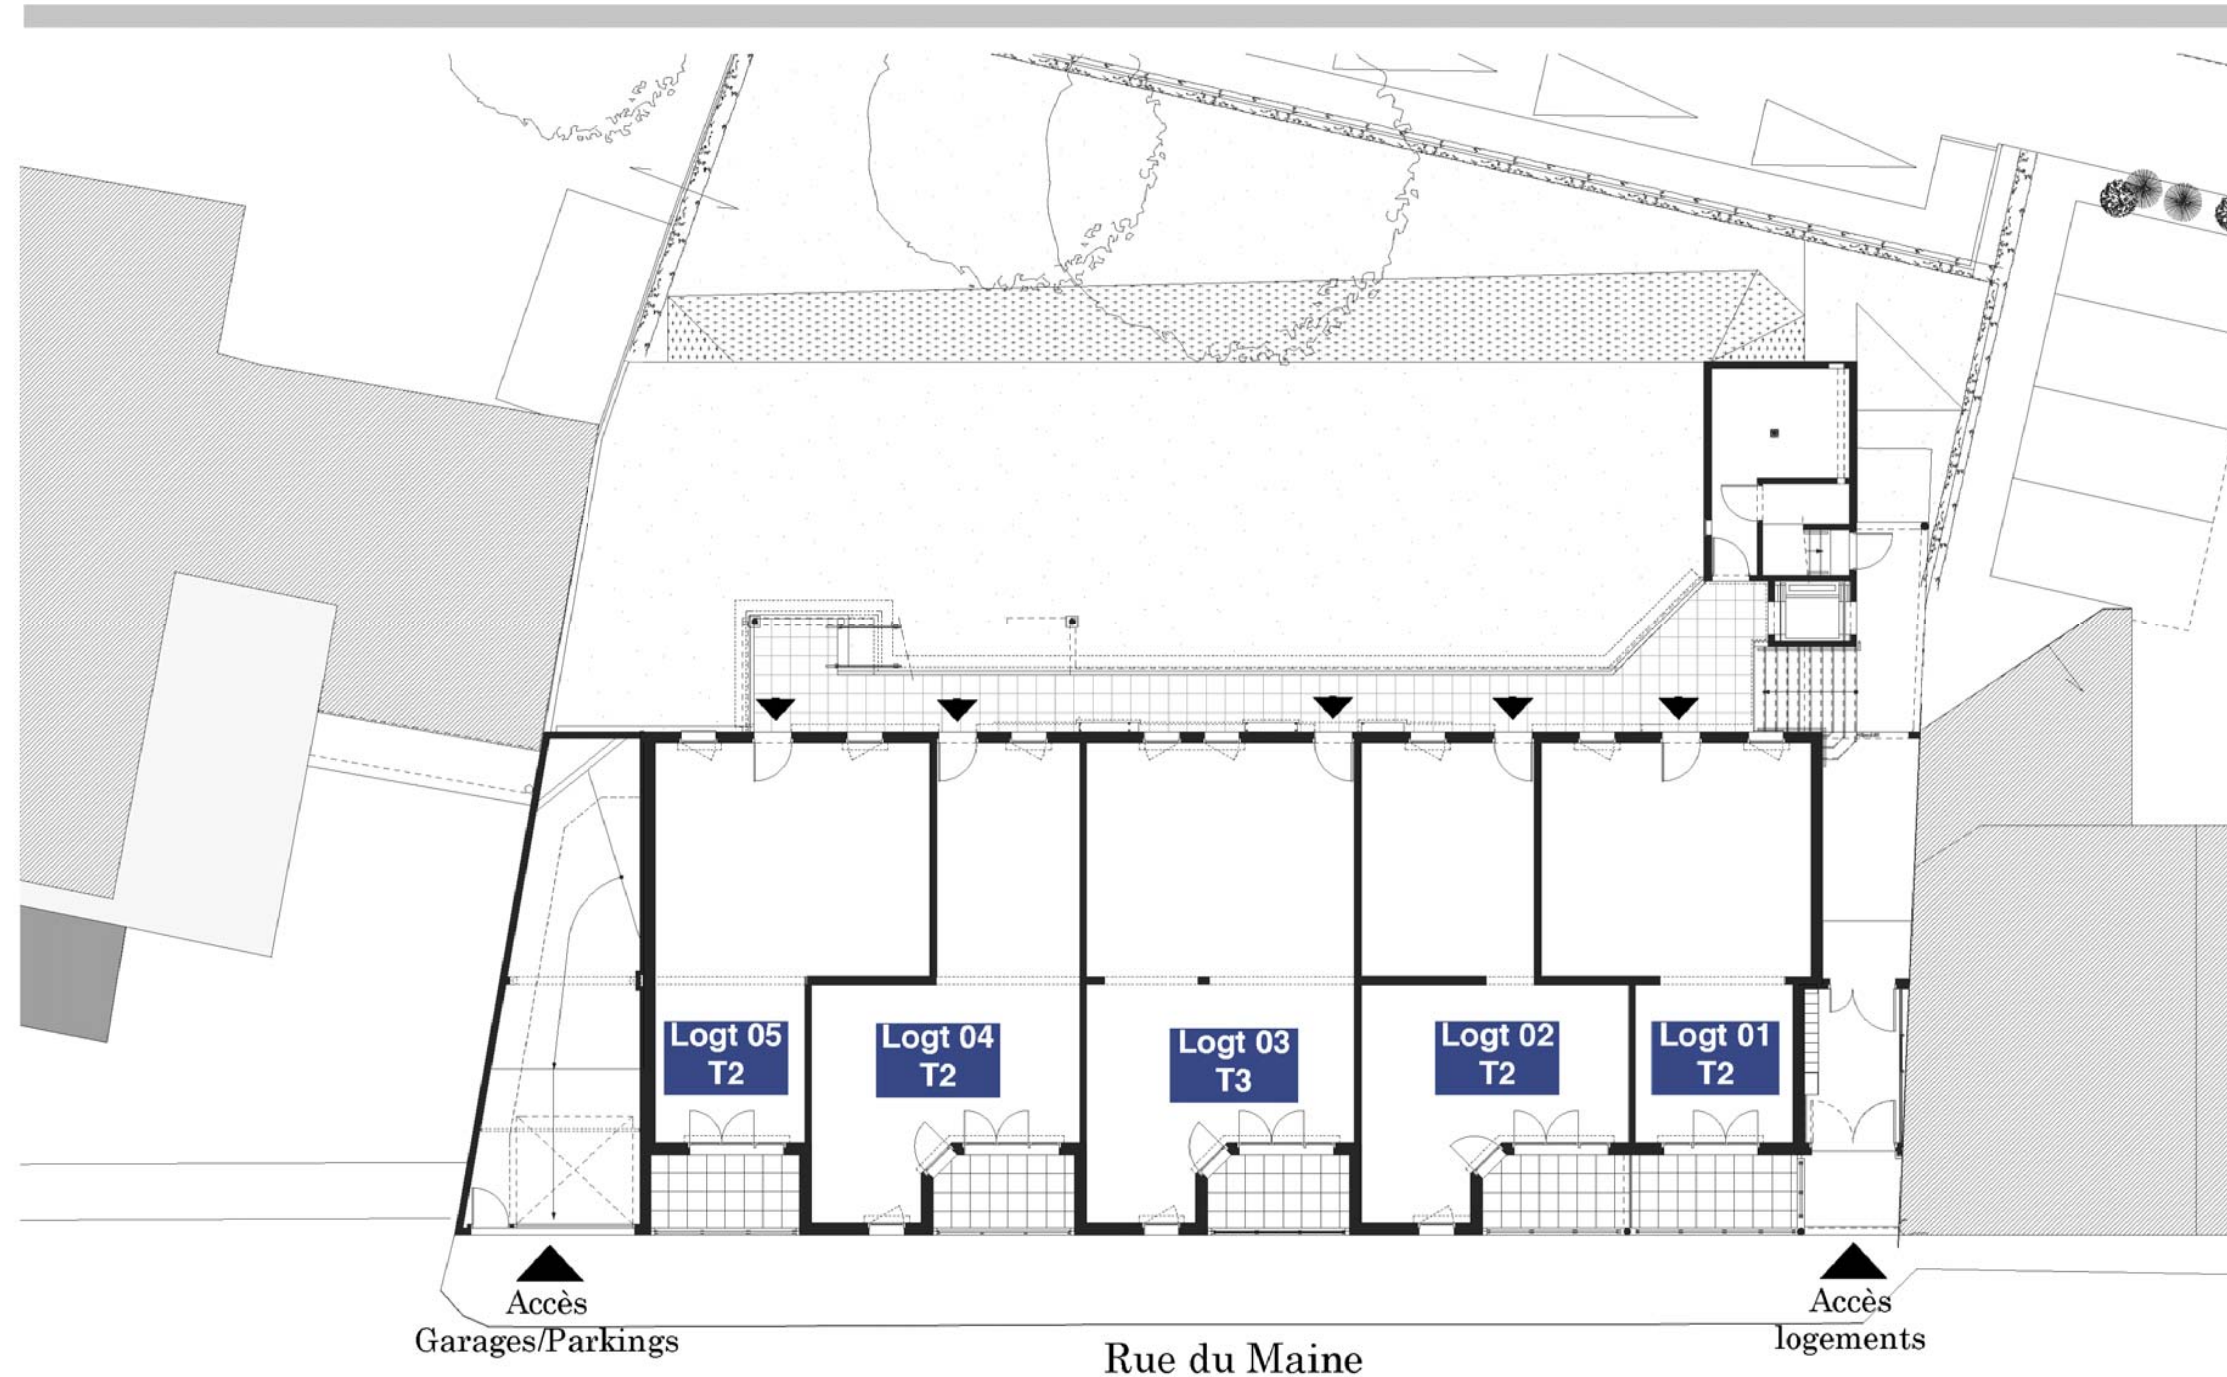 Logt 05
T2
Logt 04
T2
Logt 03
T3
Logt 02
T2
Logt 01
T2
Accès
Garages/Parkings
Accès
logements
Rue du Maine